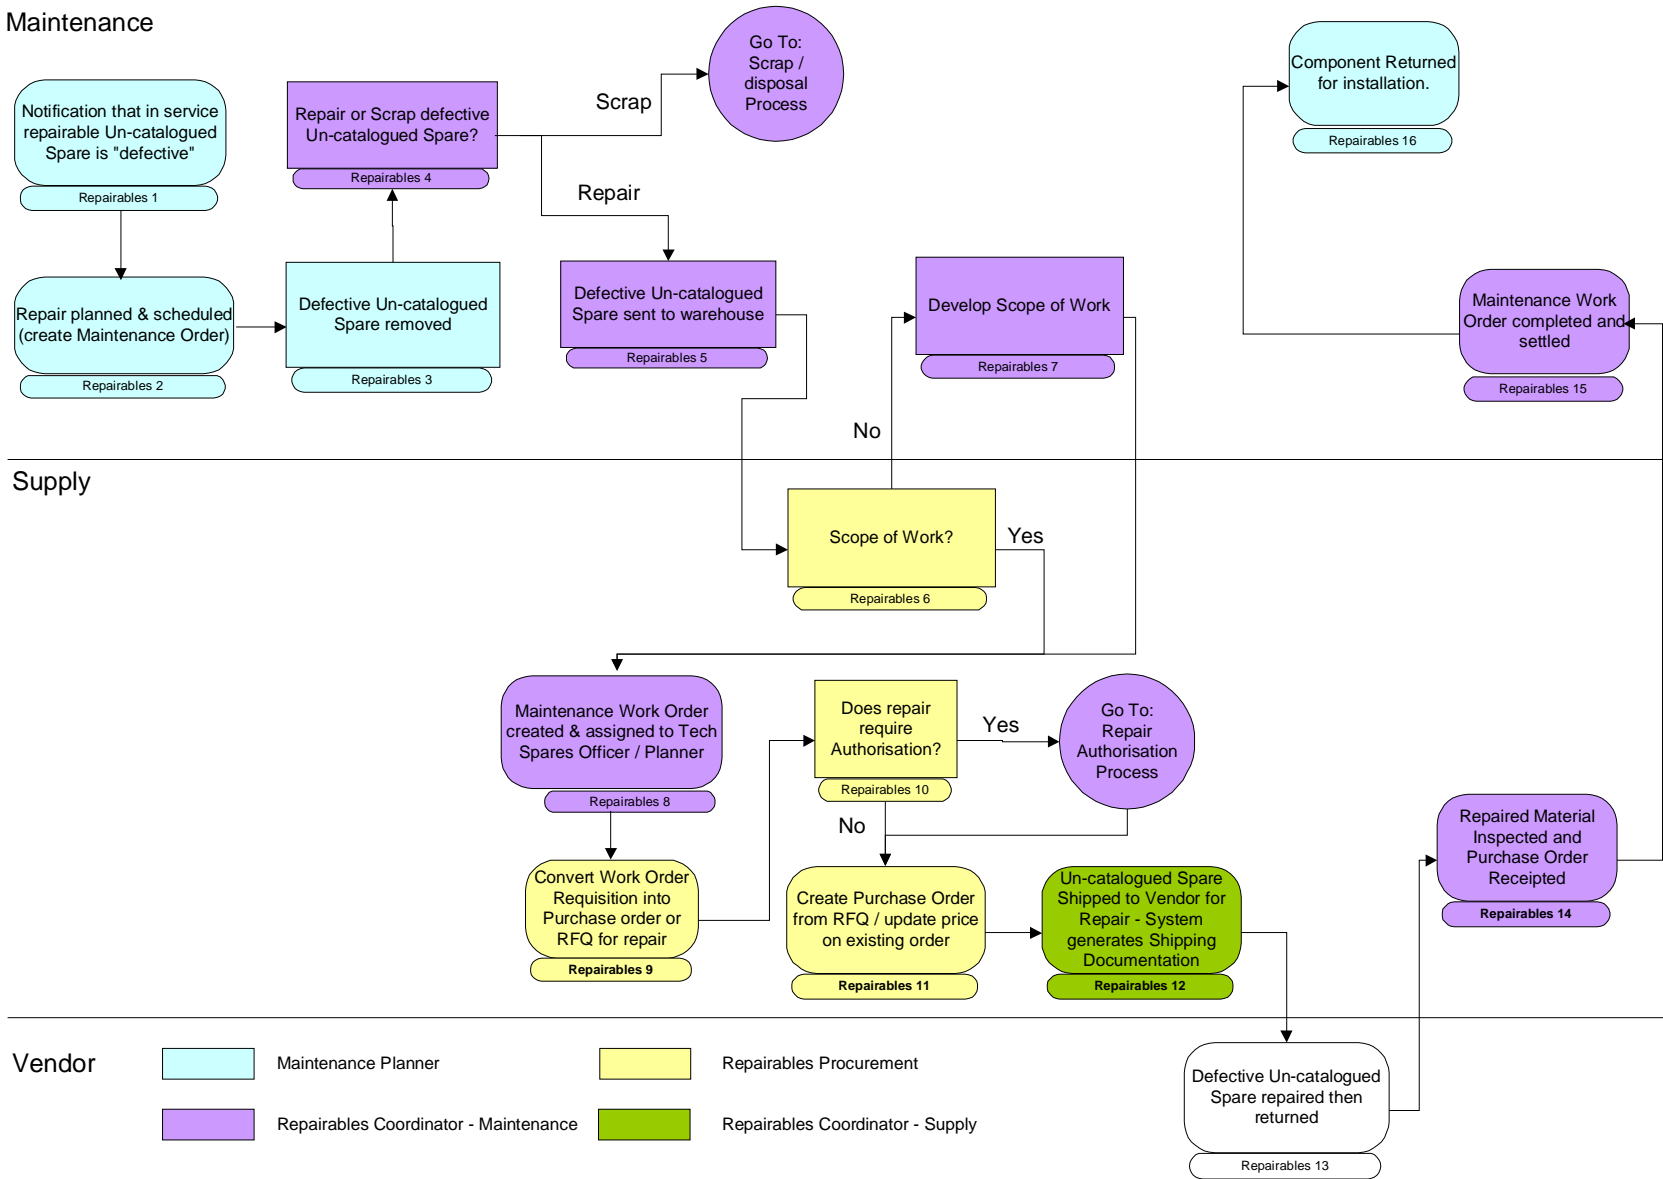 Maintenance
Notification that in service
repairable Un-catalogued
Spare is "defective"
Repairables 1
Repair planned & scheduled
(create Maintenance Order)
Repairables 2
Defective Un-catalogued
Spare removed
Repairables 3
Repair or Scrap defective
Un-catalogued Spare?
Repairables 4
Scrap
Go To:
Scrap /
disposal
Process
Repair
Defective Un-catalogued
Spare sent to warehouse
Repairables 5
Develop Scope of Work
Repairables 7
No
Component Returned
for installation.
Repairables 16
Maintenance Work
Order completed and
settled
Repairables 15
Supply
Scope of Work?
Repairables 6
Yes
Maintenance Work Order
created & assigned to Tech
Spares Officer / Planner
Repairables 8
Convert Work Order
Requisition into
Purchase order or
RFQ for repair
Repairables 9
Does repair
require
Authorisation?
Repairables 10
Yes
Go To:
Repair
Authorisation
Process
No
Create Purchase Order
from RFQ / update price
on existing order
Repairables 11
Un-catalogued Spare
Shipped to Vendor for
Repair - System
generates Shipping
Documentation
Repairables 12
Repaired Material
Inspected and
Purchase Order
Receipted
Repairables 14
Vendor
Maintenance Planner
Repairables Procurement
Repairables Coordinator - Maintenance
Repairables Coordinator - Supply
Defective Un-catalogued
Spare repaired then
returned
Repairables 13